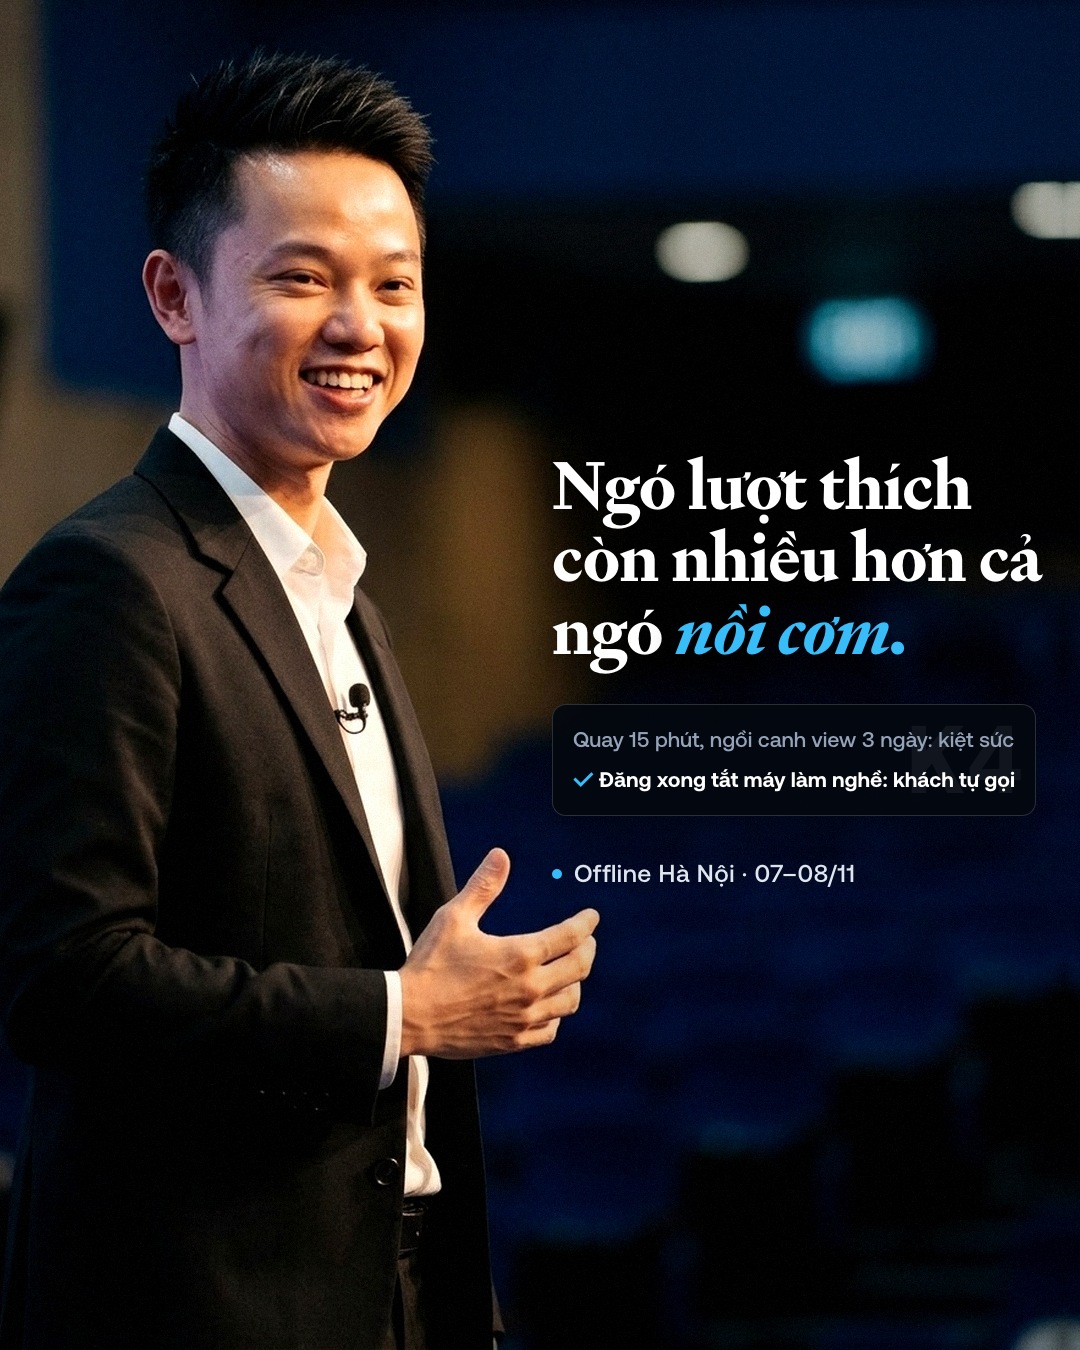 Ngó lượt thích
còn nhiều hơn cả
ngó nồi cơm.
Quay 15 phút, ngồi canh view 3 ngày: kiệt sức
✓ Đăng xong tắt máy làm nghề: khách tự gọi
K4
• Offline Hà Nội · 07–08/11